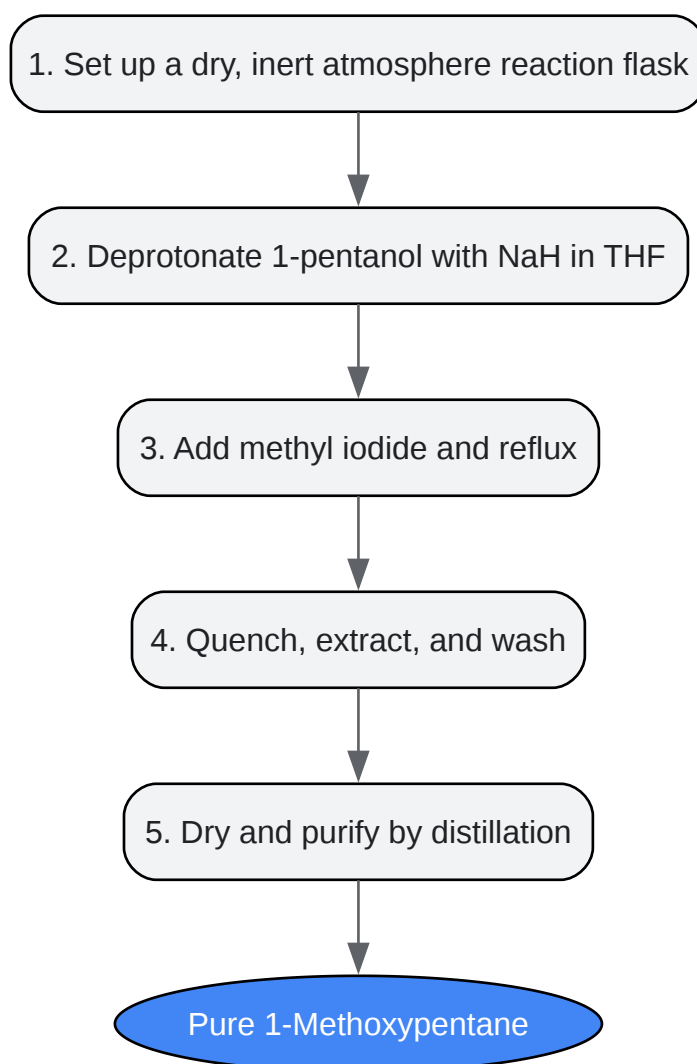 1. Set up a dry, inert atmosphere reaction flask
2. Deprotonate 1-pentanol with NaH in THF
3. Add methyl iodide and reflux
4. Quench, extract, and wash
5. Dry and purify by distillation
Pure 1-Methoxypentane